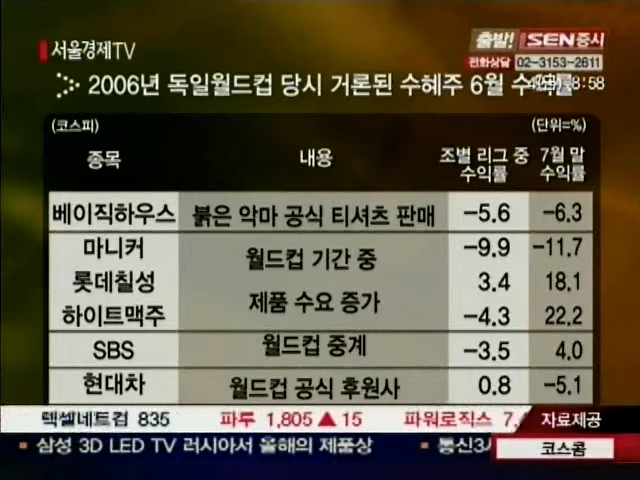 서울경제TV
출발! SEN증시
전화상담 02-3153-2611
8:58
2006년 독일월드컵 당시 거론된 수혜주 6월 수익률
(코스피) (단위=%)
종목 내용 조별 리그 중 수익률 7월 말 수익률
베이직하우스 붉은 악마 공식 티셔츠 판매 -5.6 -6.3
마니커 월드컵 기간 중 -9.9 -11.7
롯데칠성 제품 수요 증가 3.4 18.1
하이트맥주 -4.3 22.2
SBS 월드컵 중계 -3.5 4.0
현대차 월드컵 공식 후원사 0.8 -5.1
텍셀네트컴 835 파루 1,805 ▲ 15 파워로직스 7,
자료제공
삼성 3D LED TV 러시아서 올해의 제품상 통신3사
코스콤